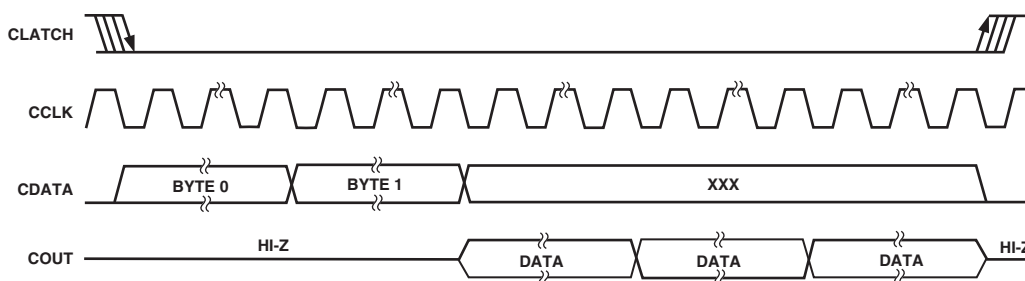 CLATCH
CCLK
CDATA BYTE 0 BYTE 1 XXX
HI-Z HI-Z
COUT DATA DATA DATA